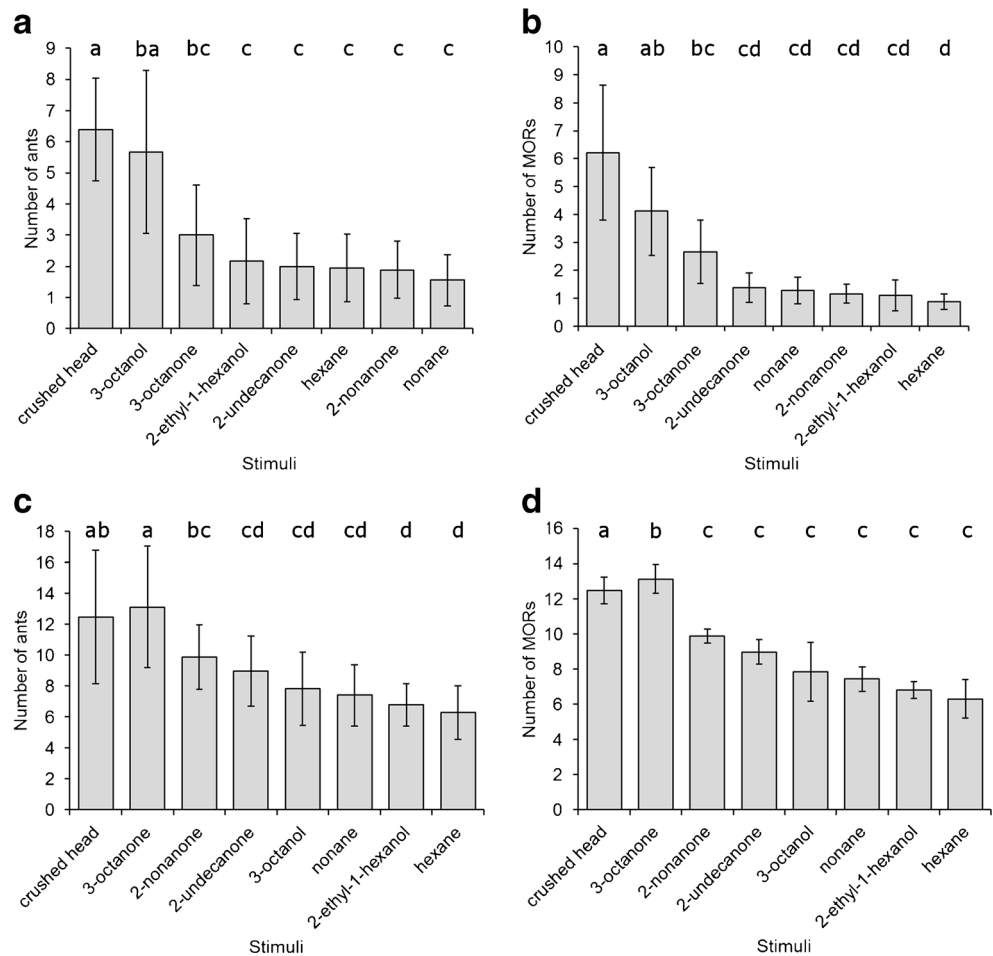 a
a ba bc c c c c c
Number of ants
9
8
7
6
5
4
3
2
1
0
crushed head
3-octanol
3-octanone
2-ethyl-1-hexanol
2-undecanone
hexane
2-nonanone
nonane
Stimuli
b
a ab bc cd cd cd cd d
Number of MORs
10
9
8
7
6
5
4
3
2
1
0
crushed head
3-octanol
3-octanone
2-undecanone
nonane
2-nonanone
2-ethyl-1-hexanol
hexane
Stimuli
c
ab a bc cd cd cd d d
Number of ants
18
16
14
12
10
8
6
4
2
0
crushed head
3-octanone
2-nonanone
2-undecanone
3-octanol
nonane
2-ethyl-1-hexanol
hexane
Stimuli
d
a b c c c c c c
Number of MORs
16
14
12
10
8
6
4
2
0
crushed head
3-octanone
2-nonanone
2-undecanone
3-octanol
nonane
2-ethyl-1-hexanol
hexane
Stimuli